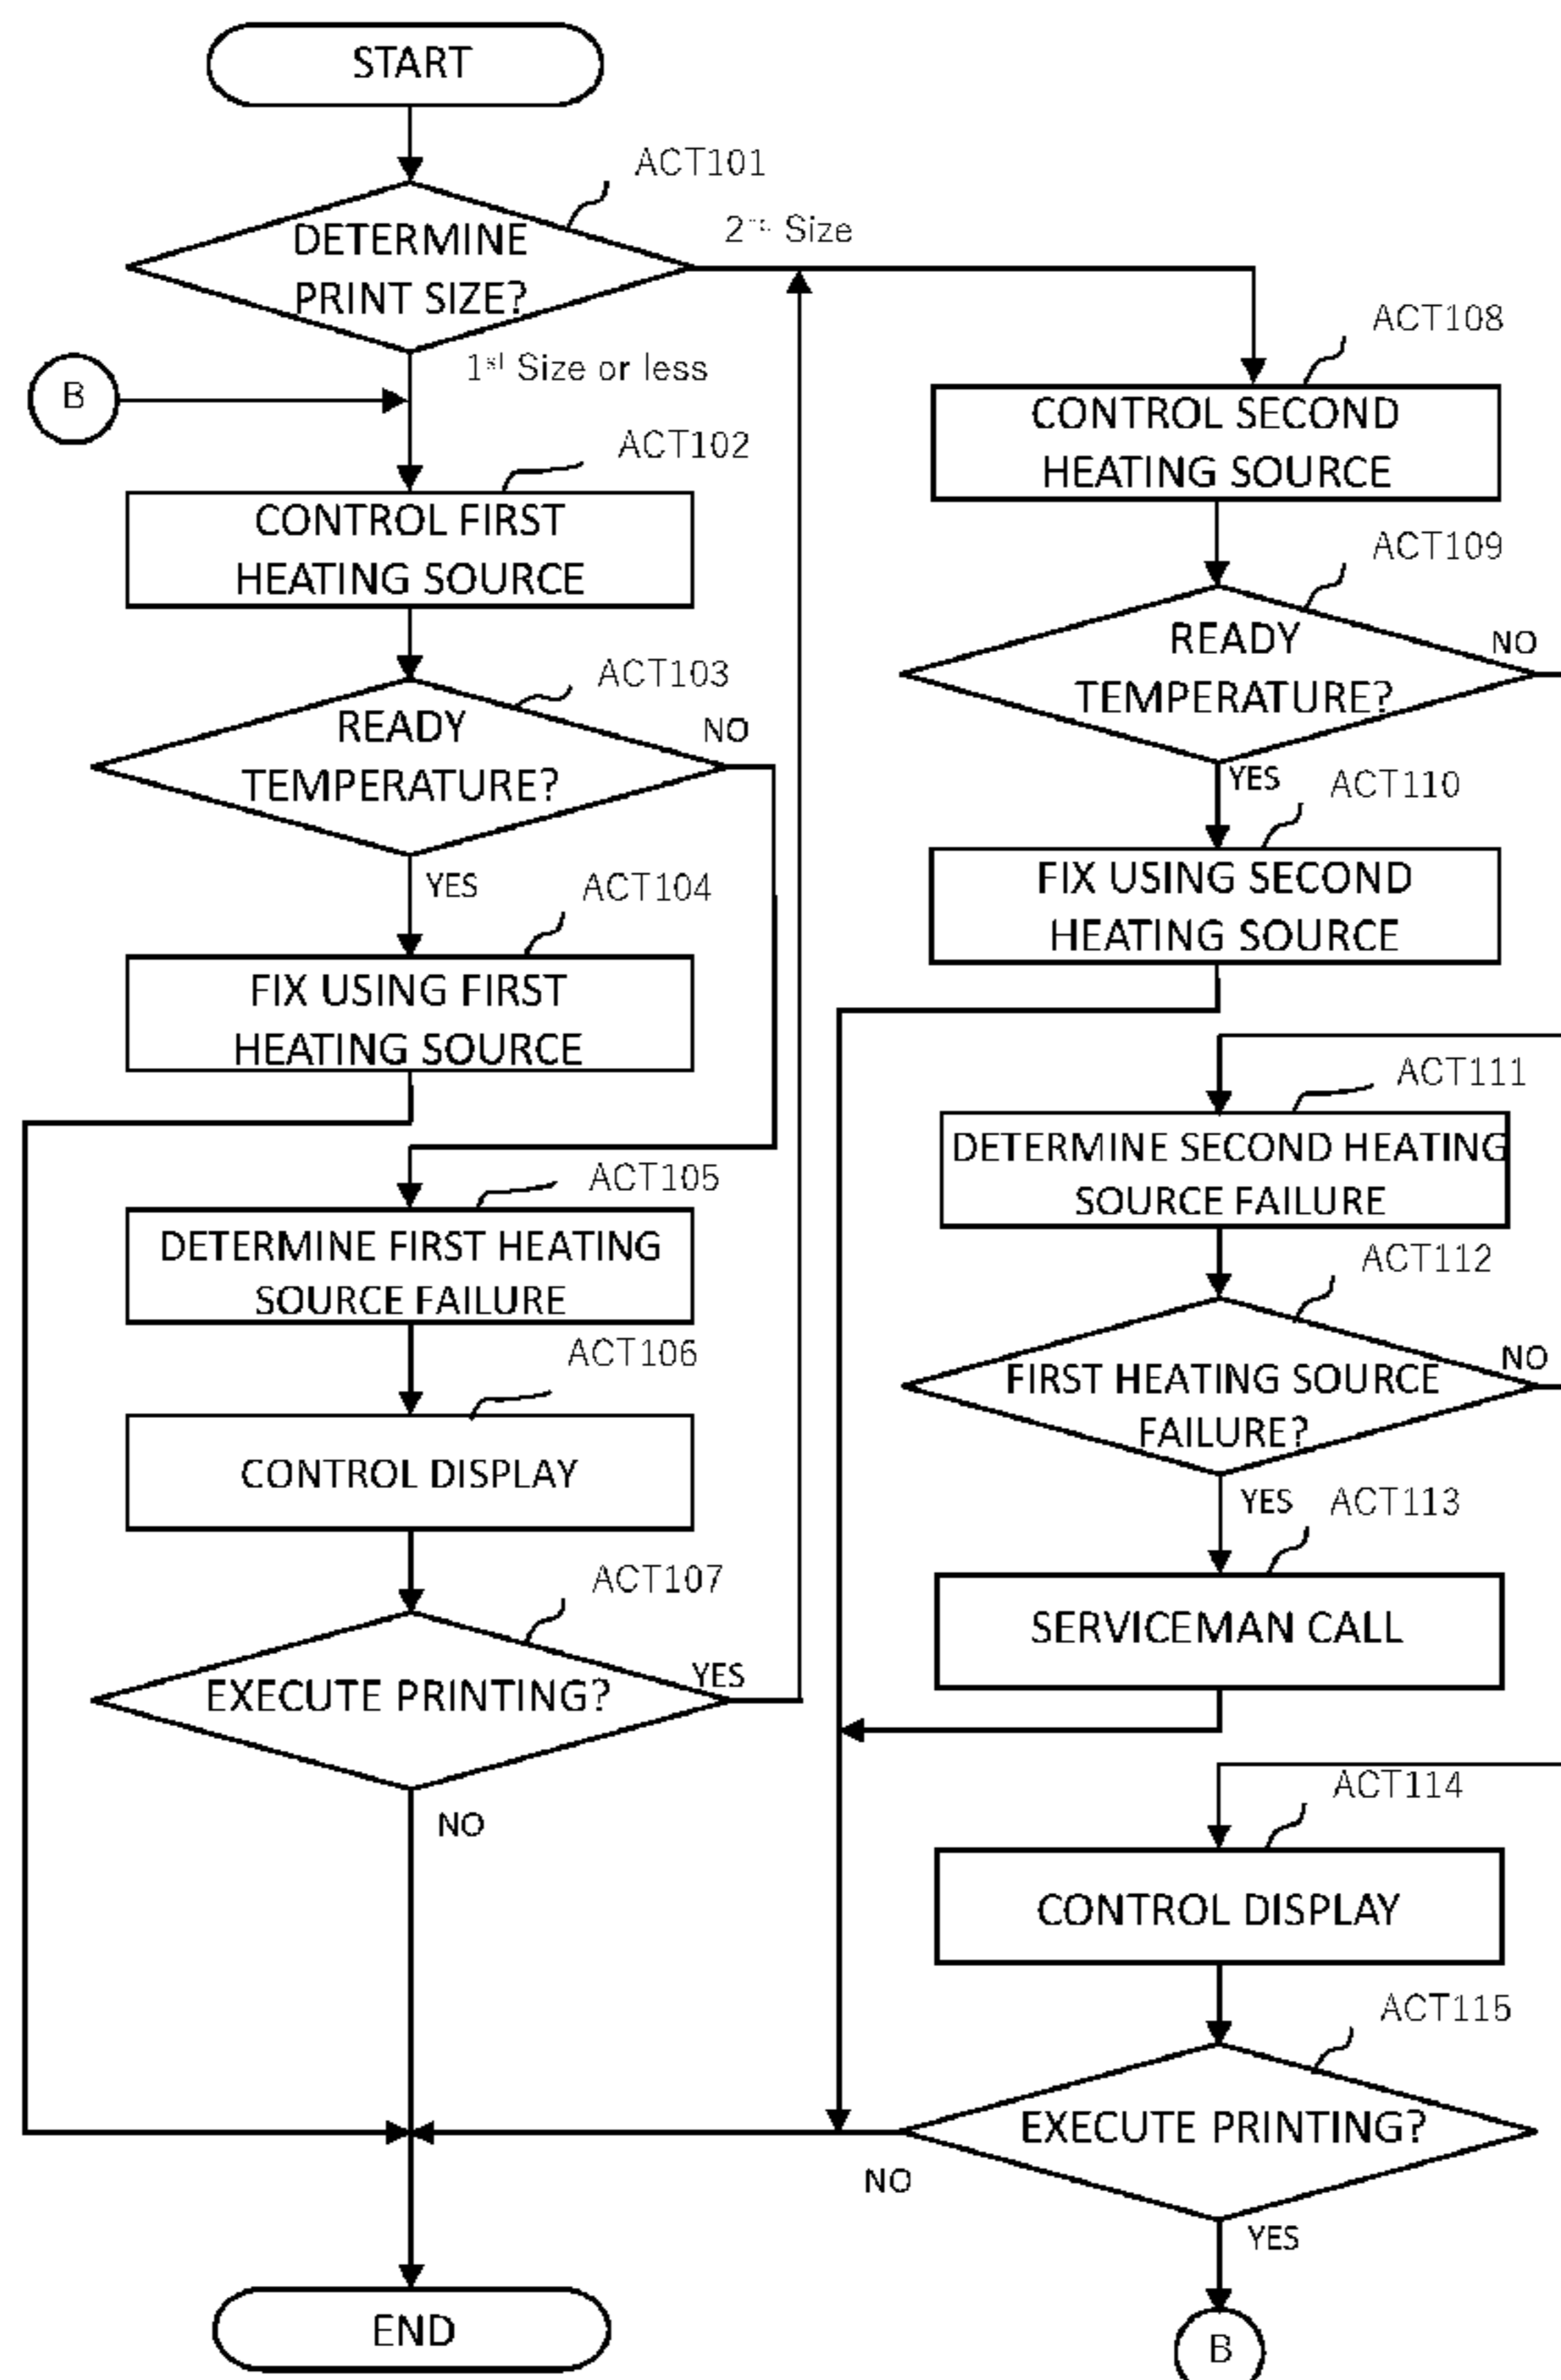 START
ACT101
DETERMINE
PRINT SIZE?
Size
1st Size or less
B
ACT102
CONTROL FIRST
HEATING SOURCE
ACT103
READY
TEMPERATURE?
NO
YES
ACT104
FIX USING FIRST
HEATING SOURCE
ACT105
DETERMINE FIRST HEATING
SOURCE FAILURE
ACT106
CONTROL DISPLAY
ACT107
EXECUTE PRINTING?
YES
NO
END
ACT108
CONTROL SECOND
HEATING SOURCE
ACT109
READY
TEMPERATURE?
NO
YES
ACT110
FIX USING SECOND
HEATING SOURCE
ACT111
DETERMINE SECOND HEATING
SOURCE FAILURE
ACT112
FIRST HEATING SOURCE
FAILURE?
NO
YES
ACT113
SERVICEMAN CALL
ACT114
CONTROL DISPLAY
ACT115
EXECUTE PRINTING?
NO
YES
B